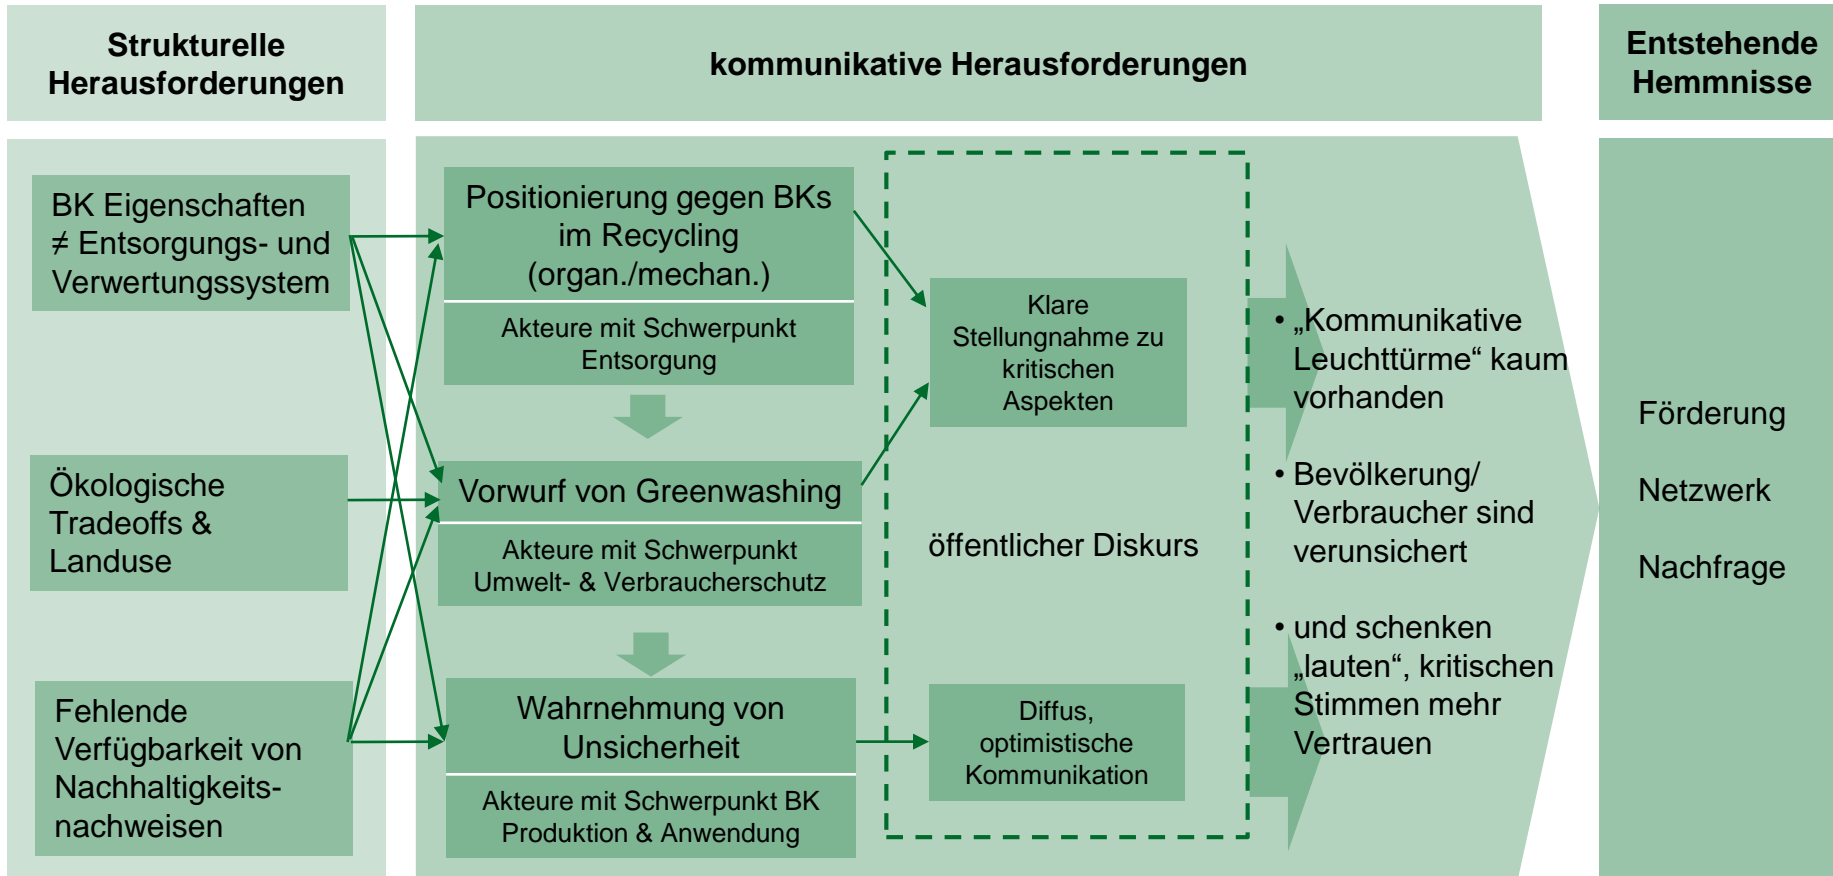 Strukturelle
Herausforderungen
kommunikative Herausforderungen
Entstehende
Hemmnisse
BK Eigenschaften
≠ Entsorgungs- und
Verwertungssystem
Ökologische
Tradeoffs &
Landuse
Fehlende
Verfügbarkeit von
Nachhaltigkeits-
nachweisen
Positionierung gegen BKs
im Recycling
(organ./mechan.)
Akteure mit Schwerpunkt
Entsorgung
Vorwurf von Greenwashing
Akteure mit Schwerpunkt
Umwelt- & Verbraucherschutz
Wahrnehmung von
Unsicherheit
Akteure mit Schwerpunkt BK
Produktion & Anwendung
Klare
Stellungnahme zu
kritischen
Aspekten
öffentlicher Diskurs
Diffus,
optimistische
Kommunikation
• „Kommunikative
Leuchttürme“ kaum
vorhanden
• Bevölkerung/
Verbraucher sind
verunsichert
• und schenken
„lauten“, kritischen
Stimmen mehr
Vertrauen
Förderung
Netzwerk
Nachfrage